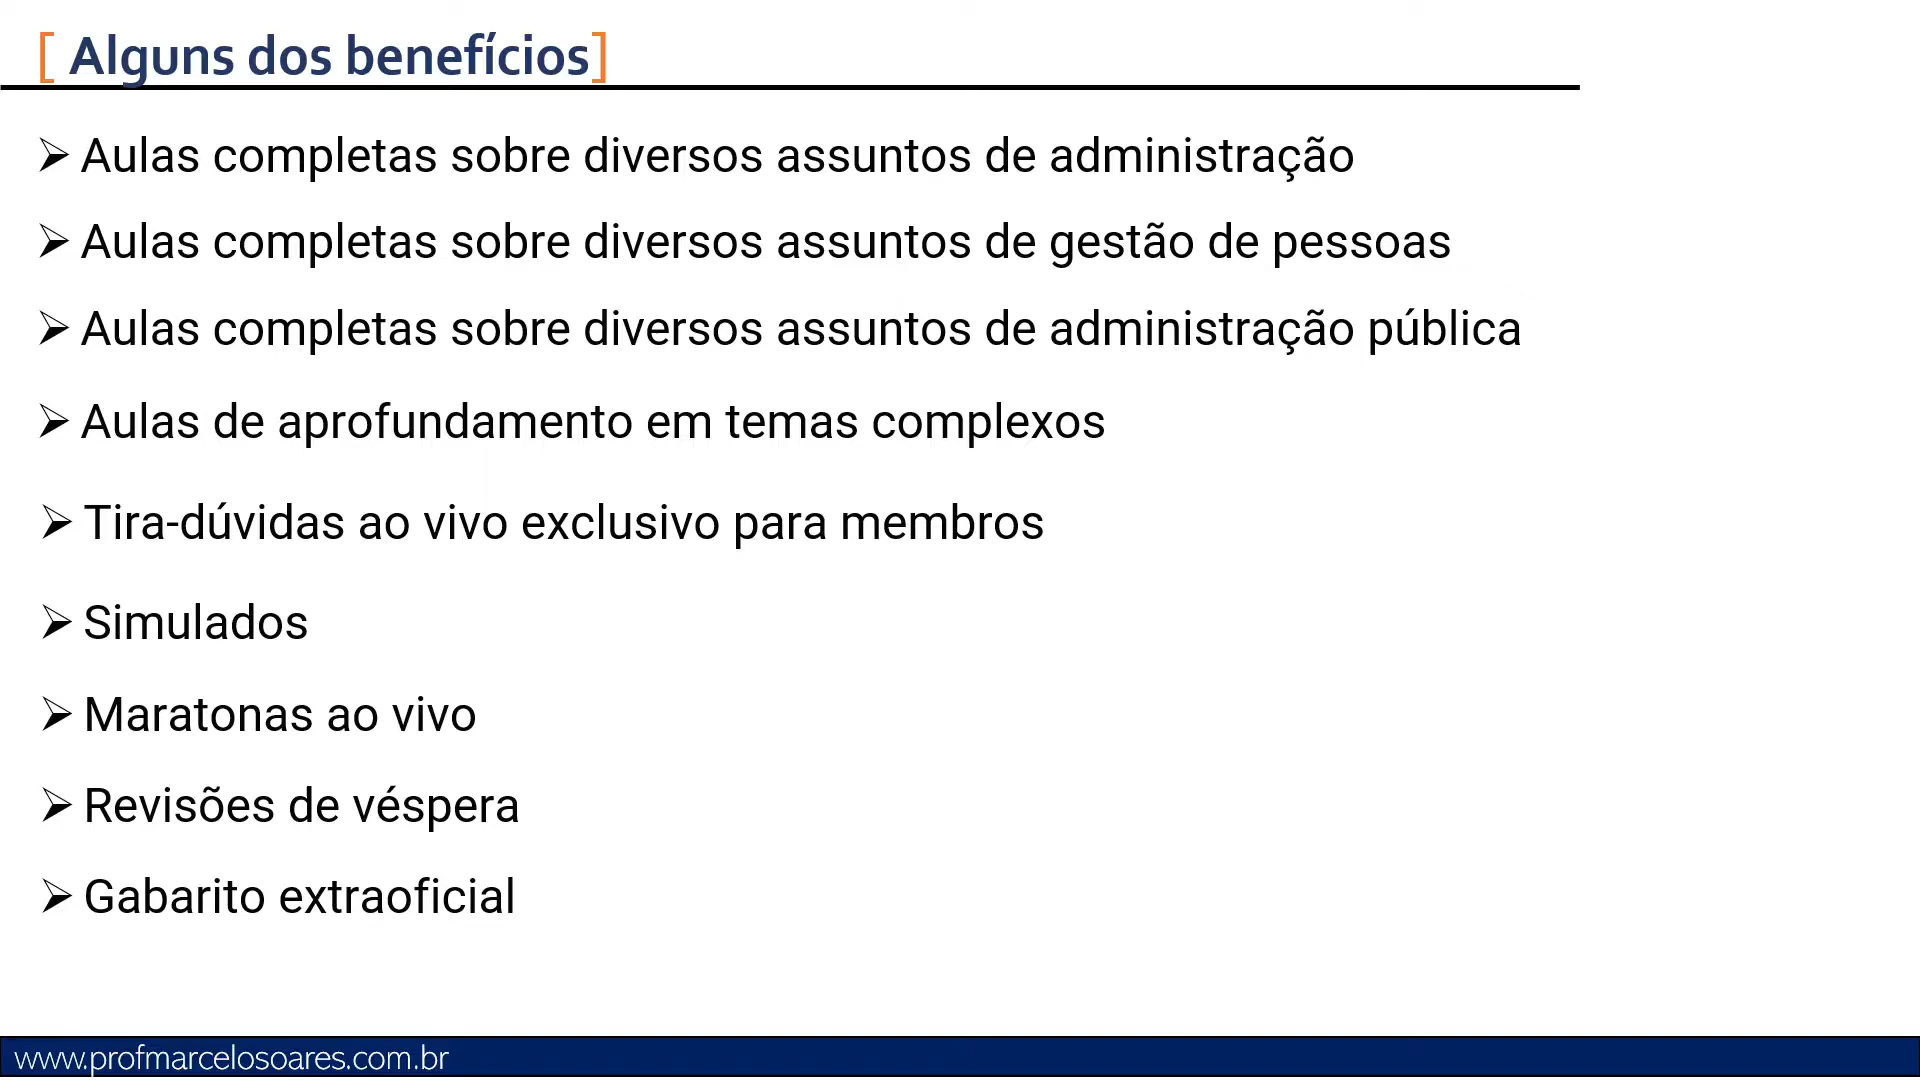 [ Alguns dos benefícios]
➢ Aulas completas sobre diversos assuntos de administração
➢ Aulas completas sobre diversos assuntos de gestão de pessoas
➢ Aulas completas sobre diversos assuntos de administração pública
➢ Aulas de aprofundamento em temas complexos
➢ Tira-dúvidas ao vivo exclusivo para membros
➢ Simulados
➢ Maratonas ao vivo
➢ Revisões de véspera
➢ Gabarito extraoficial
www.profmarcelosoares.com.br